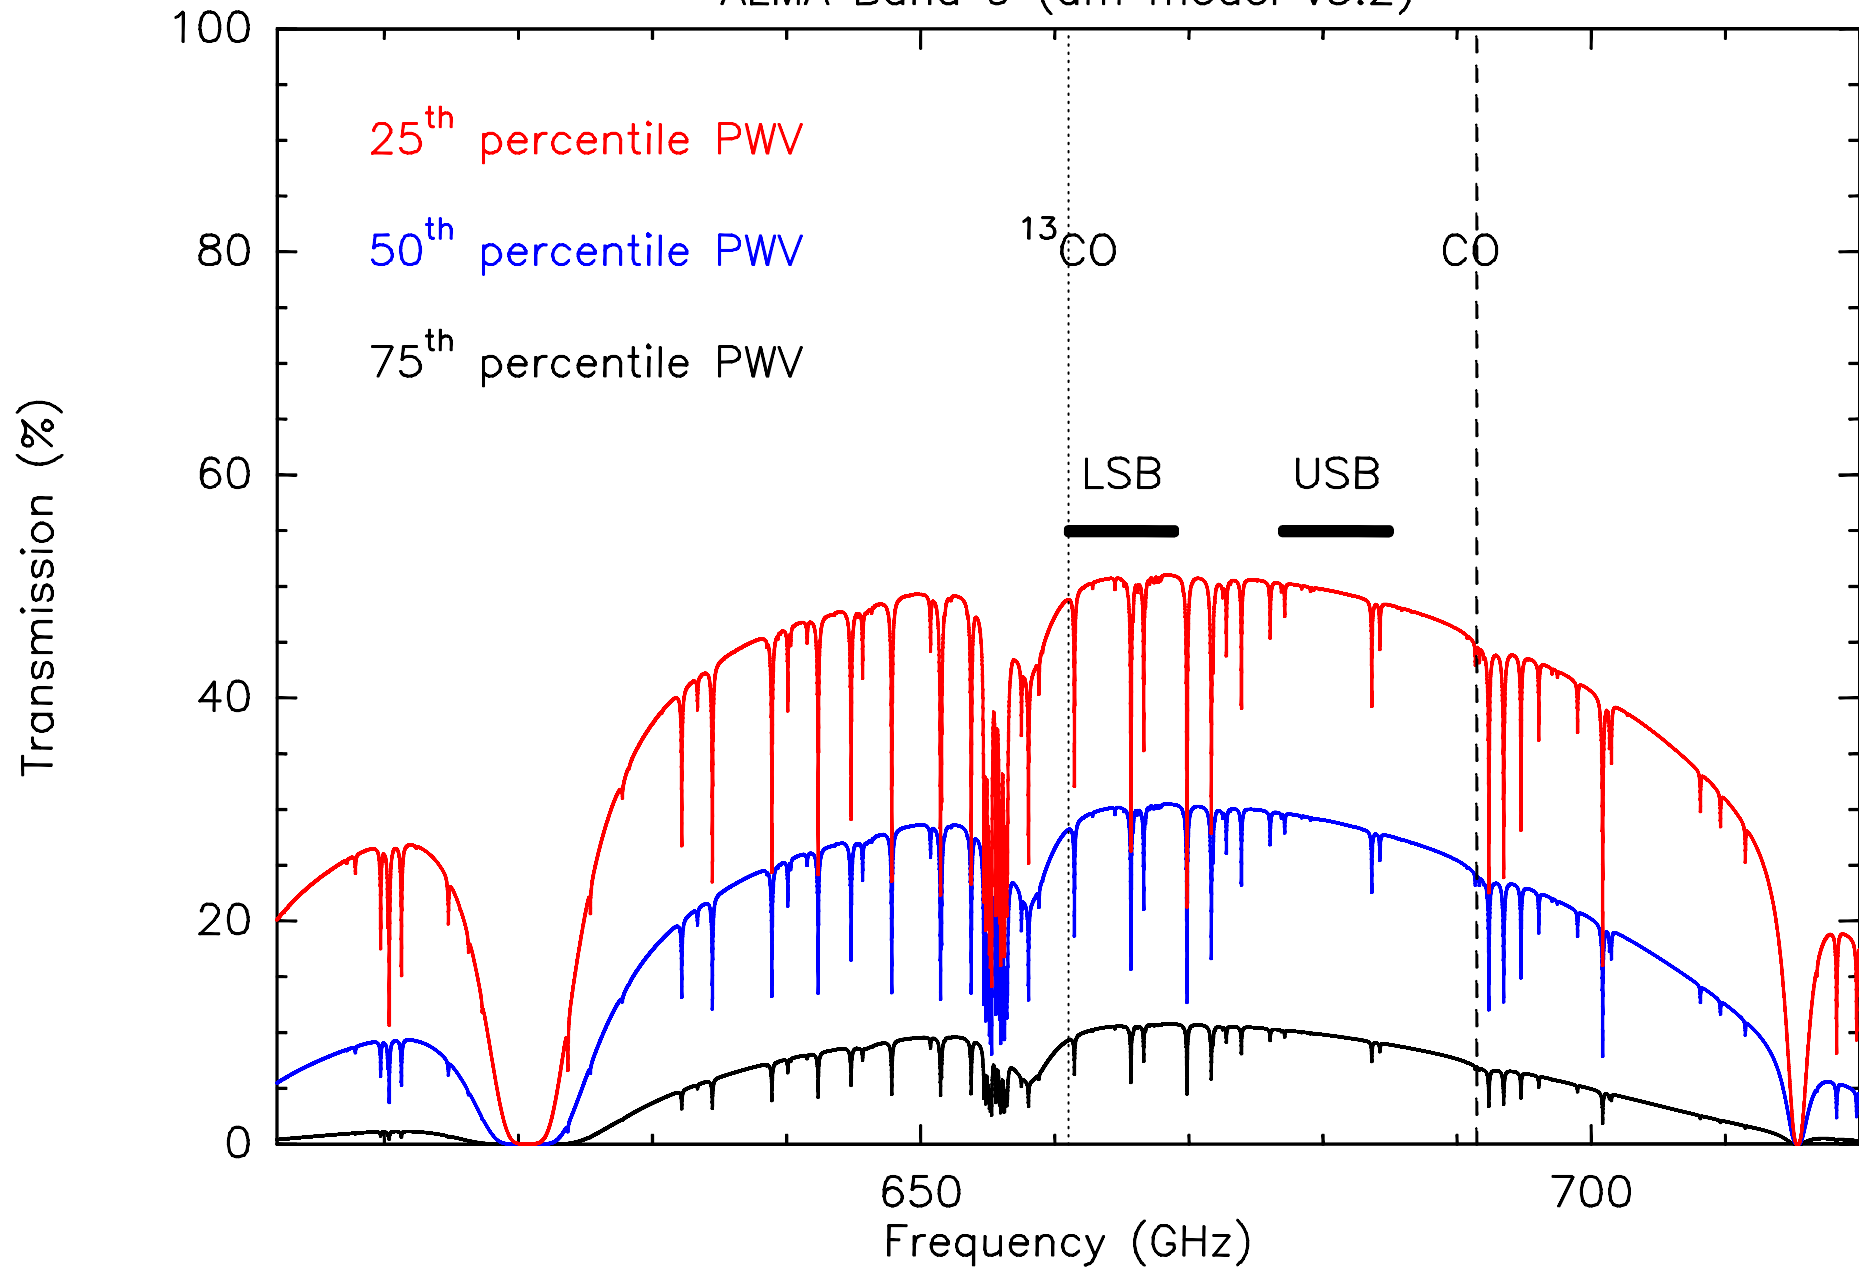 100
25th percentile PWV
50th percentile PWV
80
13CO
CO
75th percentile PWV
60
LSB
USB
Transmission (%)
40
20
0
650
700
Frequency (GHz)